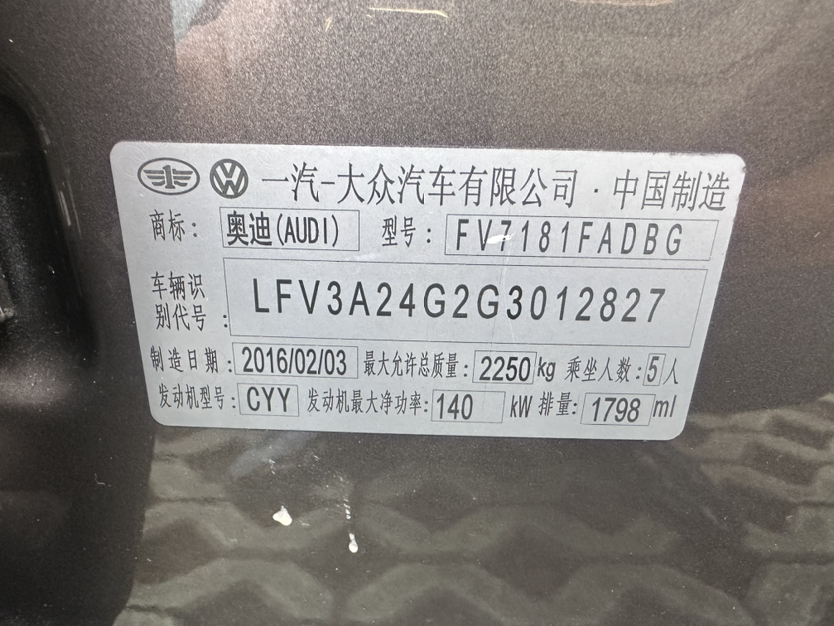 一汽-大众汽车有限公司·中国制造
商标: 奥迪(AUDI) 型号: FV7181FADBG
车辆识别代号: LFV3A24G2G3012827
制造日期: 2016/02/03 最大允许总质量: 2250kg 乘坐人数: 5人
发动机型号: CYY 发动机最大净功率: 140 kW 排量: 1798 ml